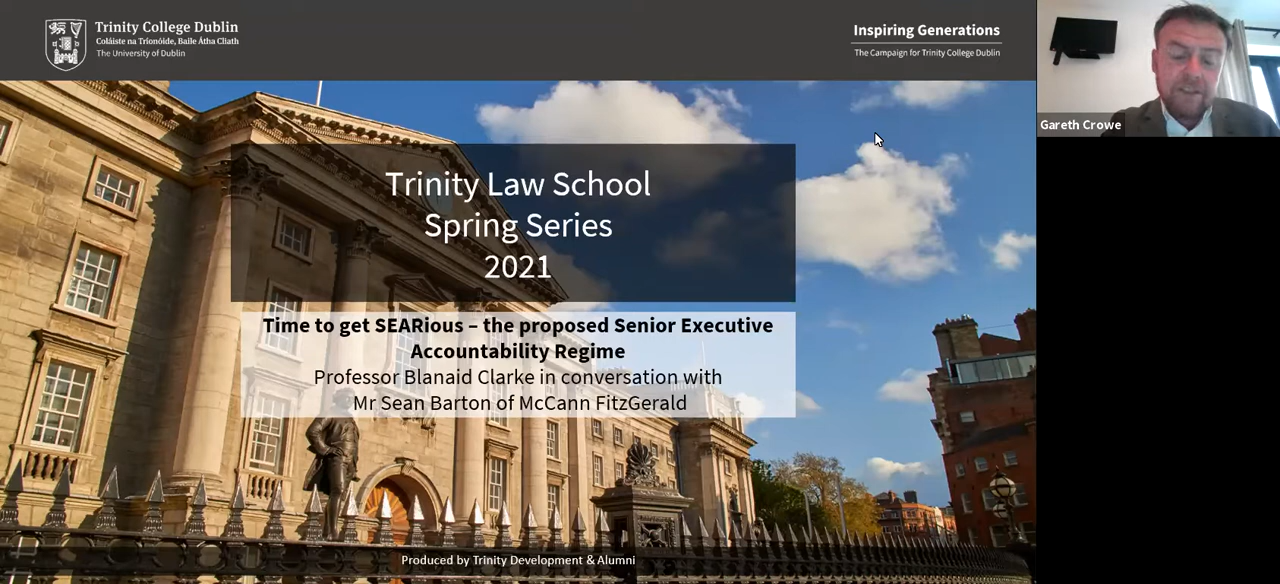 Trinity College Dublin
Coláiste na Tríonóide, Baile Átha Cliath
The University of Dublin
Inspiring Generations
The Campaign for Trinity College Dublin
Gareth Crowe
Trinity Law School
Spring Series
2021
Time to get SEARious – the proposed Senior Executive
Accountability Regime
Professor Blanaid Clarke in conversation with
Mr Sean Barton of McCann FitzGerald
Produced by Trinity Development & Alumni